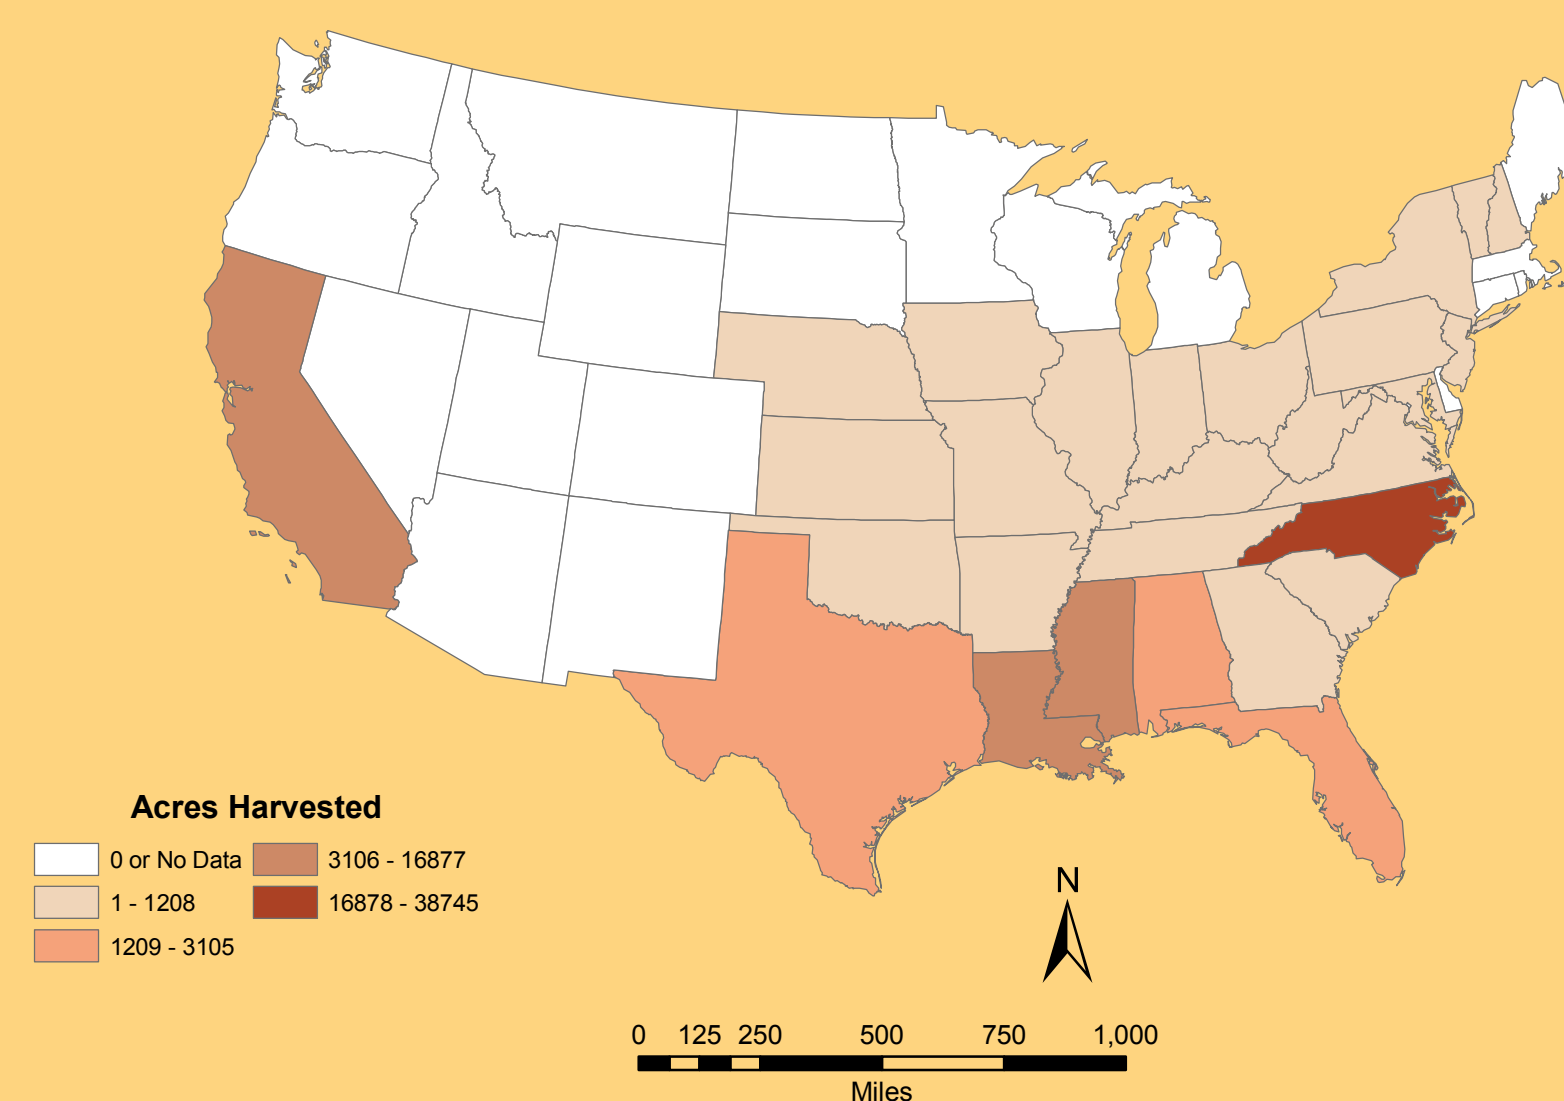 Acres Harvested
0 or No Data
1 - 1208
1209 - 3105
3106 - 16877
16878 - 38745
N
0 125 250 500 750 1,000
Miles